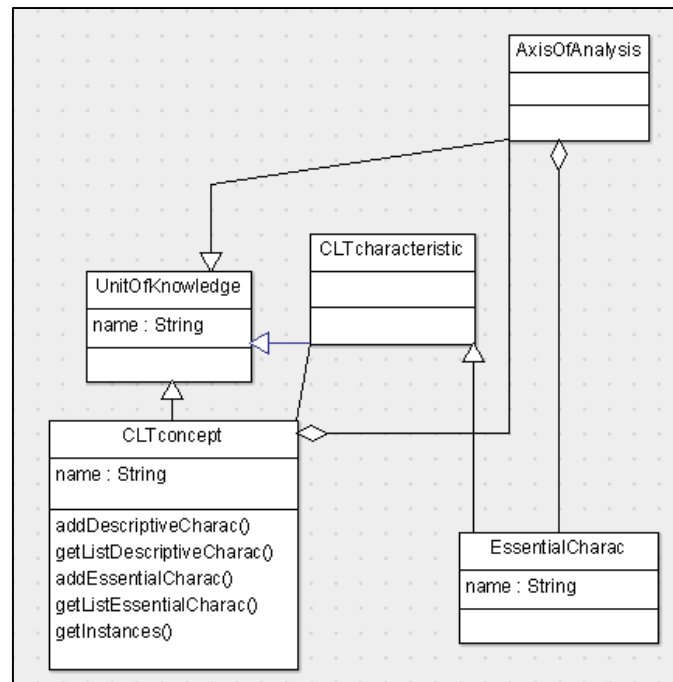 AxisOfAnalysis
CLTcharacteristic
UnitOfKnowledge
name : String
CLTconcept
name : String
addDescriptiveCharac()
getListDescriptiveCharac()
addEssentialCharac()
getListEssentialCharac()
getInstances()
EssentialCharac
name : String